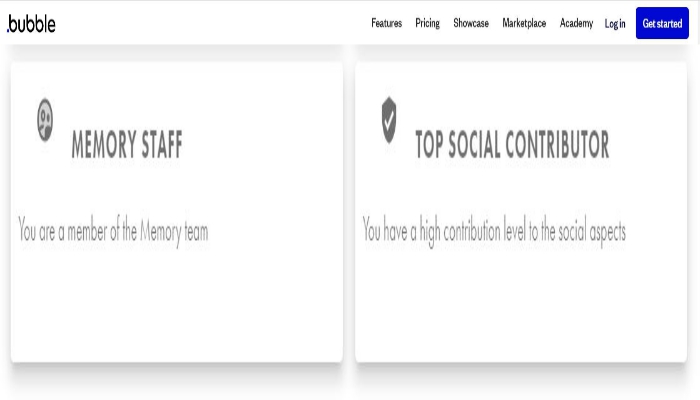 .bubble
Features Pricing Showcase Marketplace Academy Log in Get started
MEMORY STAFF
You are a member of the Memory team
TOP SOCIAL CONTRIBUTOR
You have a high contribution level to the social aspects